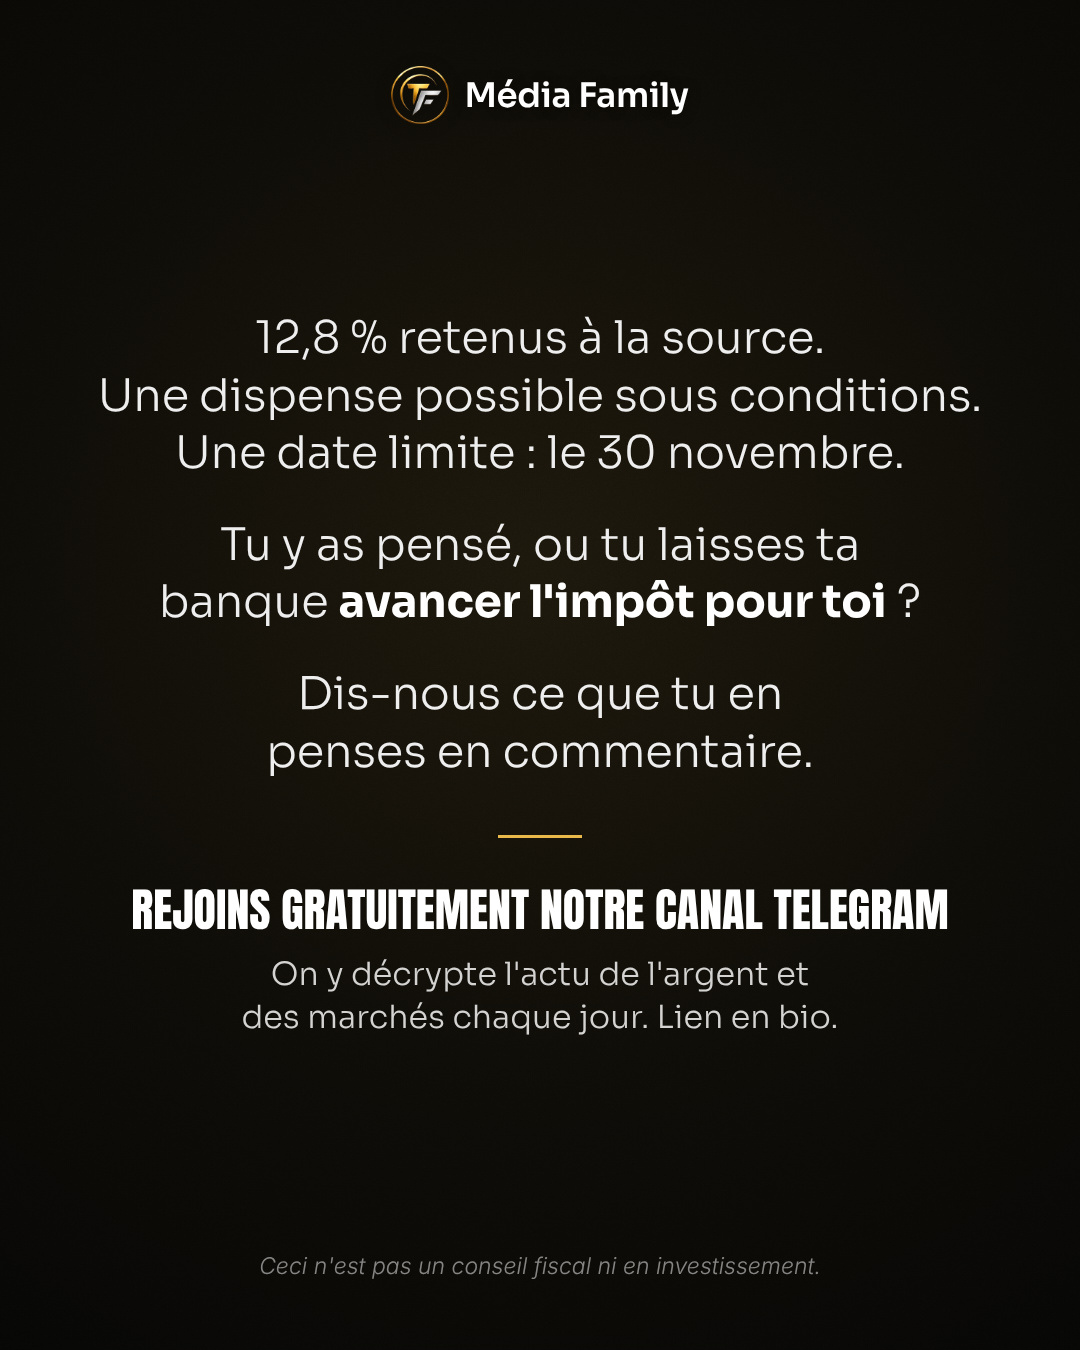 TF Média Family
12,8 % retenus à la source.
Une dispense possible sous conditions.
Une date limite : le 30 novembre.
Tu y as pensé, ou tu laisses ta
banque avancer l'impôt pour toi ?
Dis-nous ce que tu en
penses en commentaire.
REJOINS GRATUITEMENT NOTRE CANAL TELEGRAM
On y décrypte l'actu de l'argent et
des marchés chaque jour. Lien en bio.
Ceci n'est pas un conseil fiscal ni en investissement.